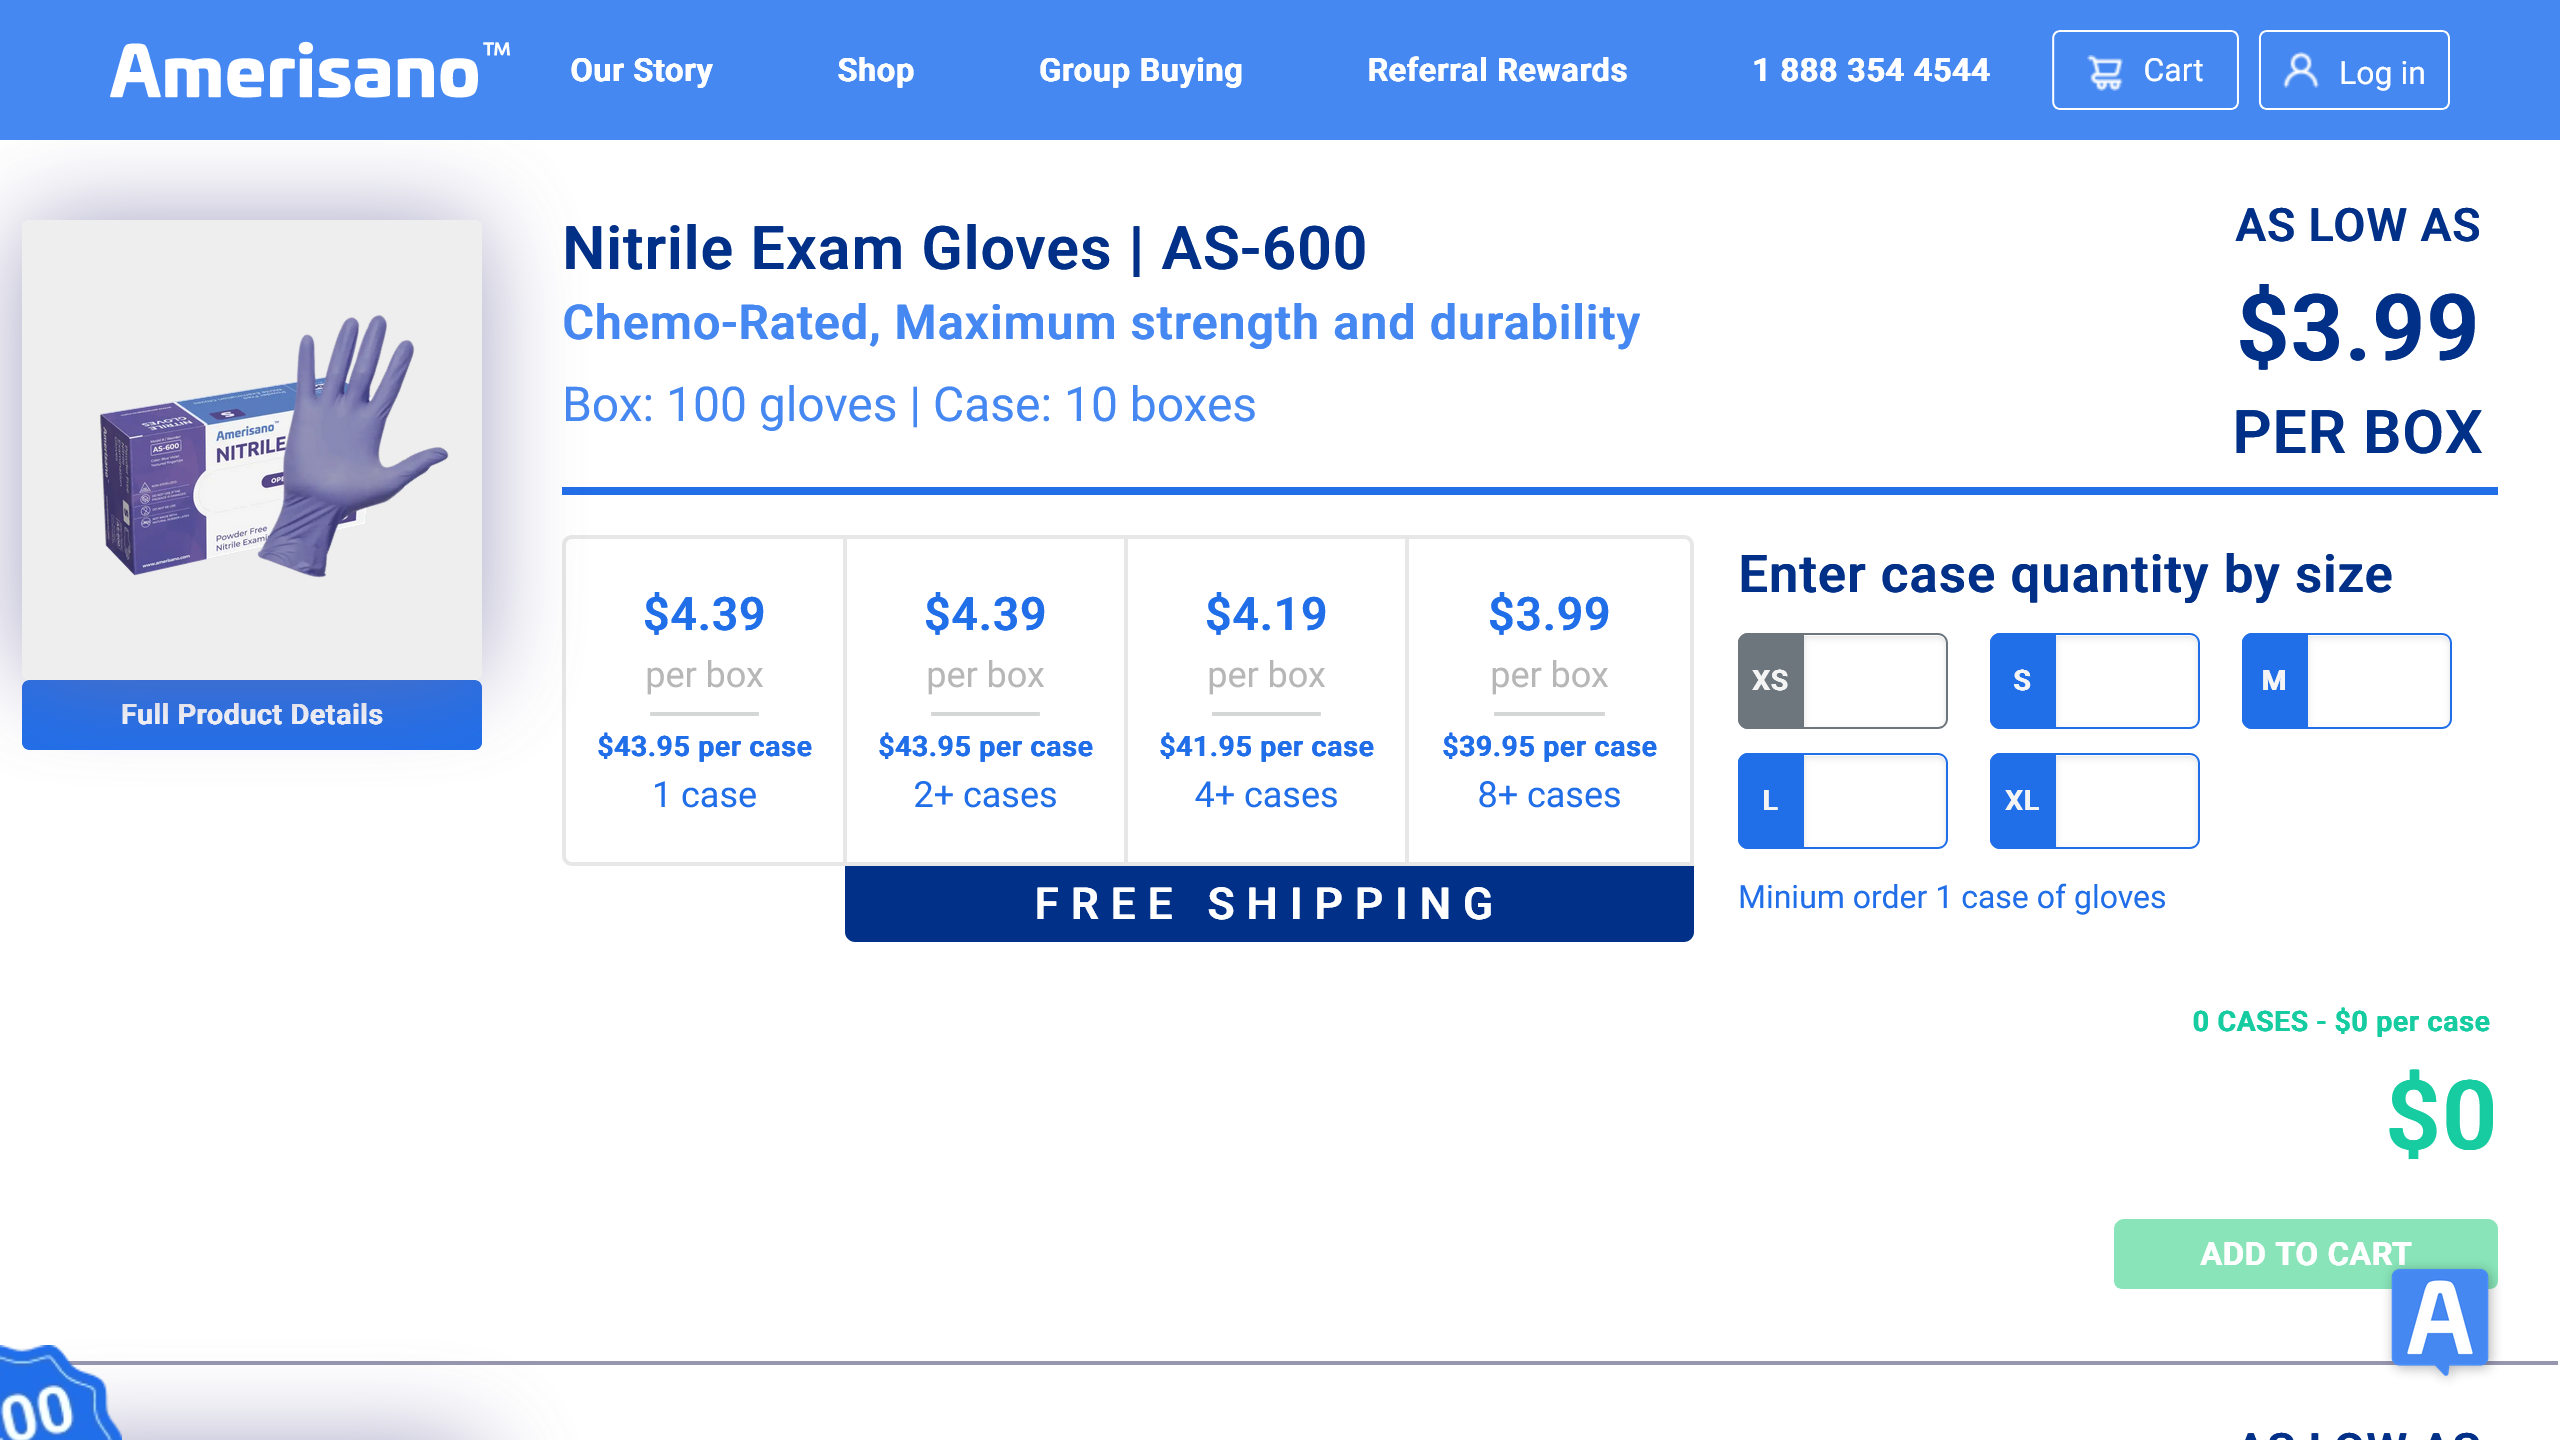 Amerisano™
Our Story
Shop
Group Buying
Referral Rewards
1 888 354 4544
Cart
Log in
Nitrile Exam Gloves | AS-600
Chemo-Rated, Maximum strength and durability
Box: 100 gloves | Case: 10 boxes
AS LOW AS
$3.99
PER BOX
Amerisano™
NITRILE
AS-600
S
Powder Free
www.amerisano.com
Full Product Details
$4.39
per box
$43.95 per case
1 case
$4.39
per box
$43.95 per case
2+ cases
$4.19
per box
$41.95 per case
4+ cases
$3.99
per box
$39.95 per case
8+ cases
FREE SHIPPING
Enter case quantity by size
XS
S
M
L
XL
Minium order 1 case of gloves
0 CASES - $0 per case
$0
ADD TO CART
A
00
AS LOW AS